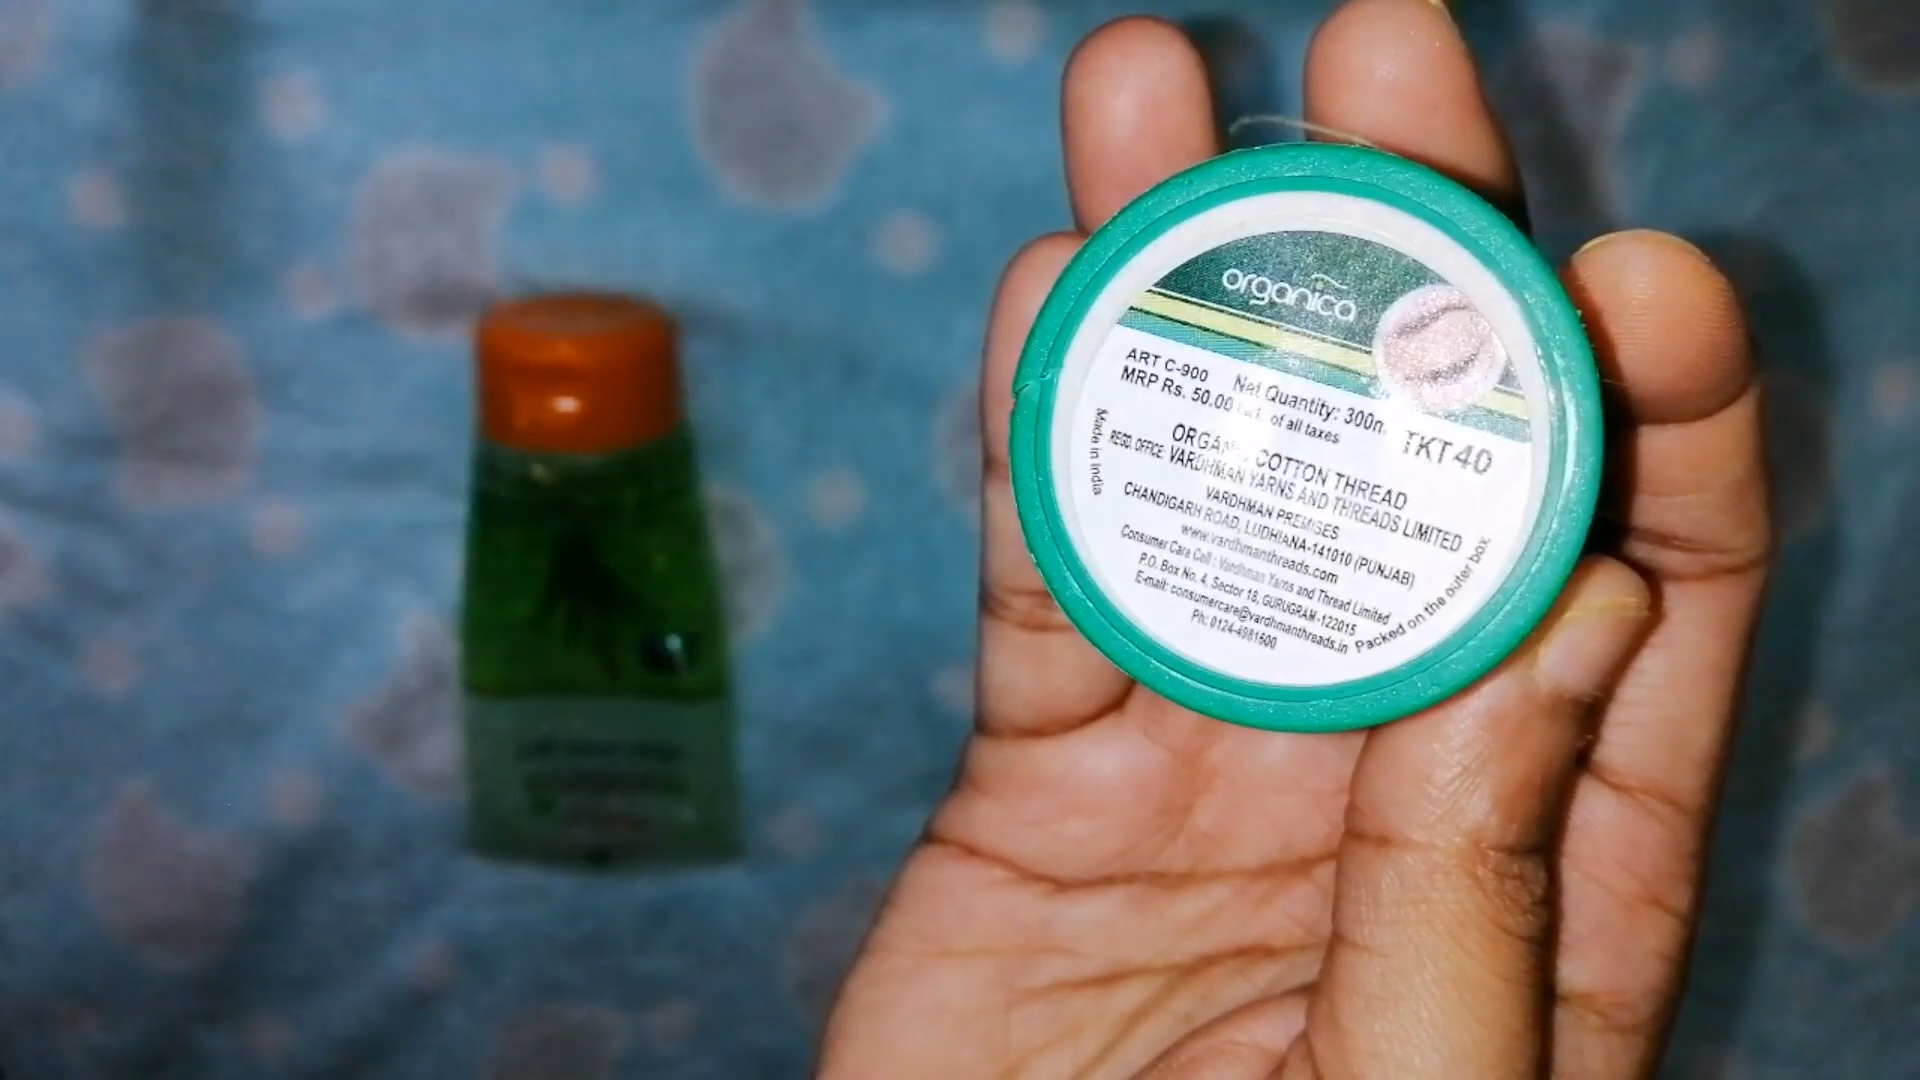 organica
ART C-900 Net Quantity: 300m
MRP Rs. 50.00 of all taxes
TKT 40
COTTON THREAD
REGD. OFFICE: VARDHMAN YARNS AND THREADS LIMITED
VARDHMAN PREMISES
CHANDIGARH ROAD, LUDHIANA-141010 (PUNJAB)
www.vardhmanthreads.com
Consumer Care Cell : Vardhman Yarns and Thread Limited
P.O. Box No. 4, Sector 18, GURUGRAM-122015
E-mail: consumercare@vardhmanthreads.in
Ph: 0124-4981600
Made in India
Packed on the outer box